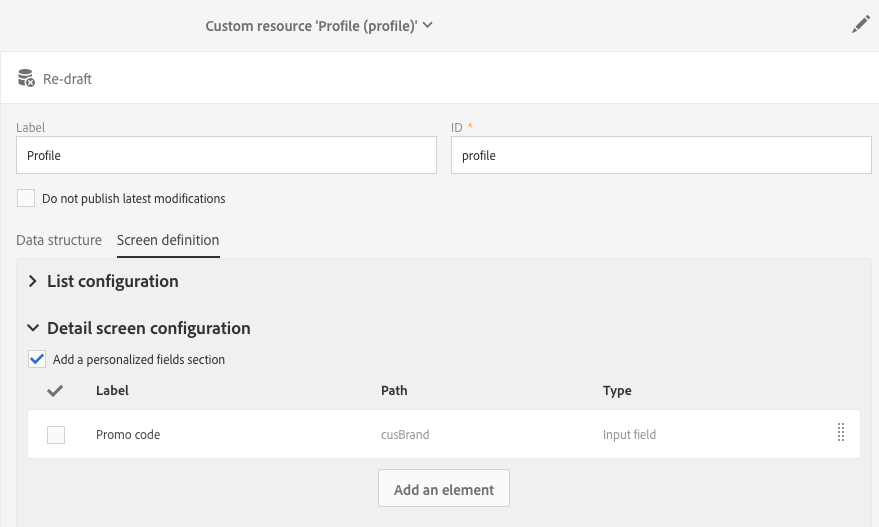 Custom resource 'Profile (profile)'
Re-draft
Label
ID *
Profile
profile
Do not publish latest modifications
Data structure Screen definition
List configuration
Detail screen configuration
Add a personalized fields section
Label Path Type
Promo code cusBrand Input field
Add an element